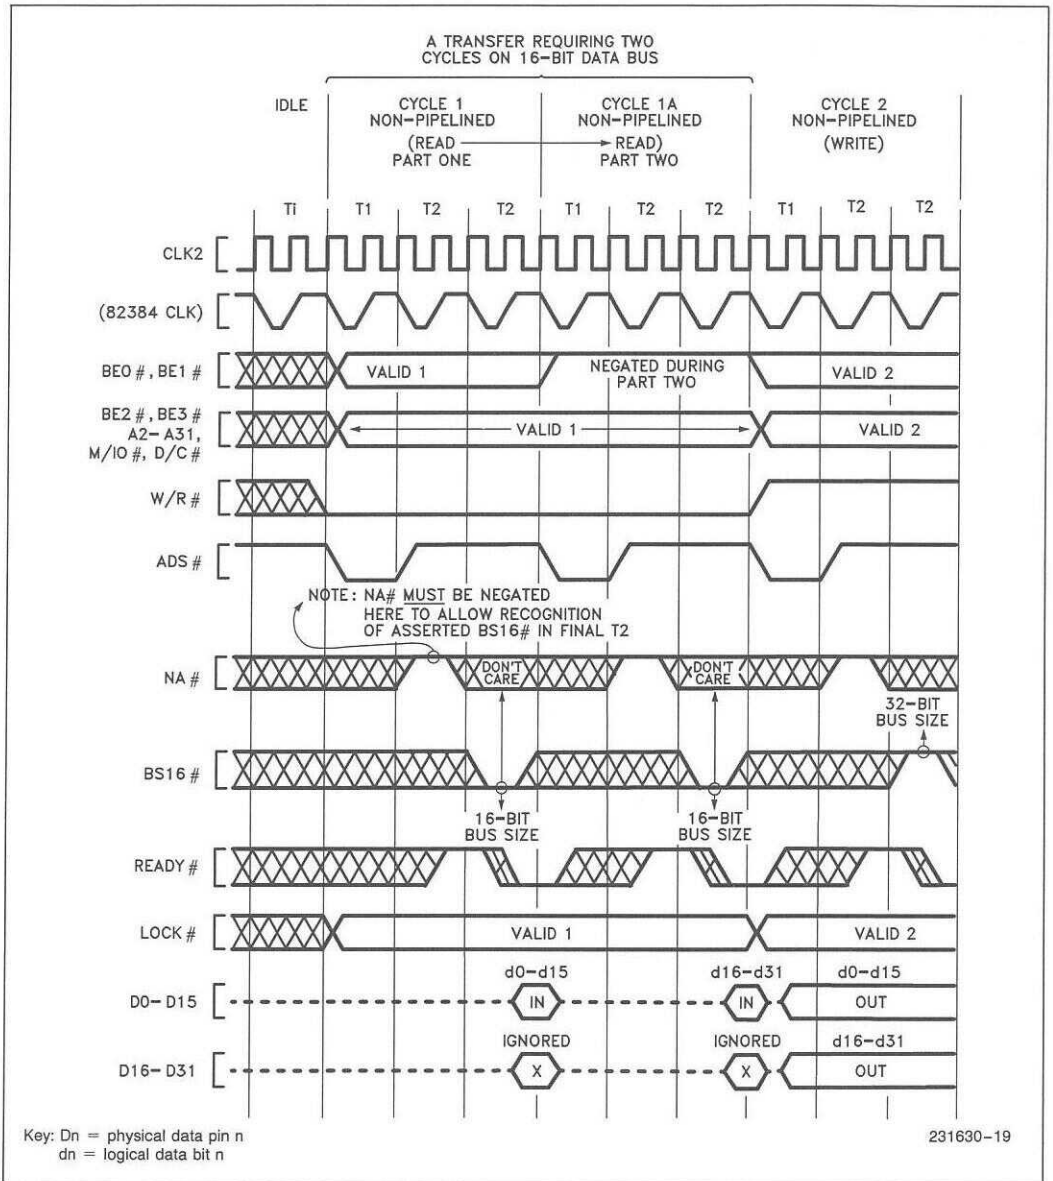 A TRANSFER REQUIRING TWO
CYCLES ON 16-BIT DATA BUS
IDLE
CYCLE 1
NON-PIPELINED
(READ
PART ONE
CYCLE 1A
NON-PIPELINED
READ)
PART TWO
CYCLE 2
NON-PIPELINED
(WRITE)
Ti T1 T2 T2 T1 T2 T2 T1 T2 T2
CLK2
(82384 CLK)
BE0#, BE1# VALID 1 NEGATED DURING
PART TWO VALID 2
BE2#, BE3#
A2-A31,
M/IO#, D/C#
VALID 1 VALID 2
W/R#
ADS#
NOTE: NA# MUST BE NEGATED
HERE TO ALLOW RECOGNITION
OF ASSERTED BS16# IN FINAL T2
NA# DON'T
CARE DON'T
CARE
32-BIT
BUS SIZE
BS16#
16-BIT
BUS SIZE
16-BIT
BUS SIZE
READY#
LOCK# VALID 1 VALID 2
d0-d15 d16-d31 d0-d15
D0-D15 IN IN OUT
IGNORED IGNORED d16-d31
D16-D31 X X OUT
Key: Dn = physical data pin n
dn = logical data bit n
231630-19